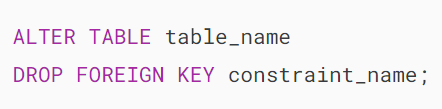 ALTER TABLE table_name
DROP FOREIGN KEY constraint_name;